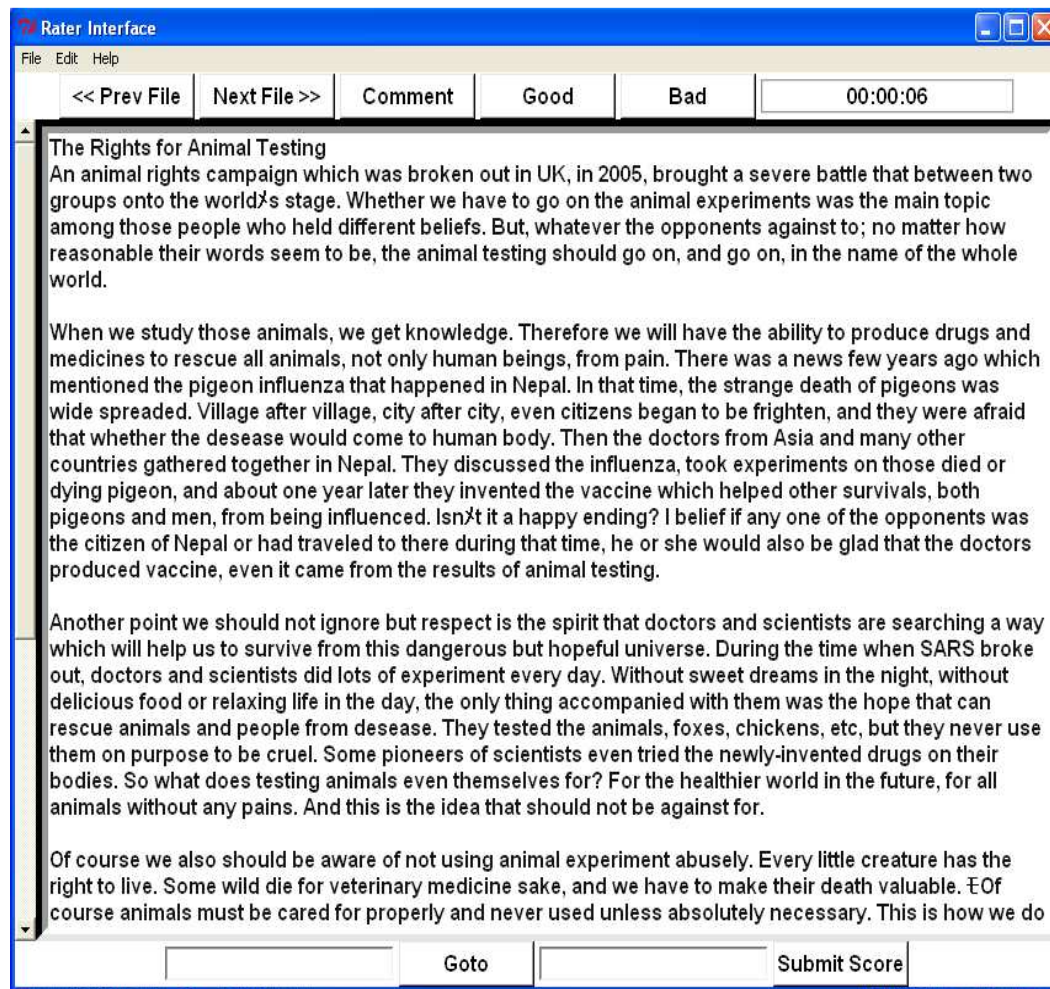 Rater Interface
File Edit Help
<< Prev File Next File >> Comment Good Bad 00:00:06
The Rights for Animal Testing
An animal rights campaign which was broken out in UK, in 2005, brought a severe battle that between two
groups onto the worldﾒs stage. Whether we have to go on the animal experiments was the main topic
among those people who held different beliefs. But, whatever the opponents against to; no matter how
reasonable their words seem to be, the animal testing should go on, and go on, in the name of the whole
world.
When we study those animals, we get knowledge. Therefore we will have the ability to produce drugs and
medicines to rescue all animals, not only human beings, from pain. There was a news few years ago which
mentioned the pigeon influenza that happened in Nepal. In that time, the strange death of pigeons was
wide spreaded. Village after village, city after city, even citizens began to be frighten, and they were afraid
that whether the desease would come to human body. Then the doctors from Asia and many other
countries gathered together in Nepal. They discussed the influenza, took experiments on those died or
dying pigeon, and about one year later they invented the vaccine which helped other survivals, both
pigeons and men, from being influenced. Isnﾒt it a happy ending? I belief if any one of the opponents was
the citizen of Nepal or had traveled to there during that time, he or she would also be glad that the doctors
produced vaccine, even it came from the results of animal testing.
Another point we should not ignore but respect is the spirit that doctors and scientists are searching a way
which will help us to survive from this dangerous but hopeful universe. During the time when SARS broke
out, doctors and scientists did lots of experiment every day. Without sweet dreams in the night, without
delicious food or relaxing life in the day, the only thing accompanied with them was the hope that can
rescue animals and people from desease. They tested the animals, foxes, chickens, etc, but they never use
them on purpose to be cruel. Some pioneers of scientists even tried the newly-invented drugs on their
bodies. So what does testing animals even themselves for? For the healthier world in the future, for all
animals without any pains. And this is the idea that should not be against for.
Of course we also should be aware of not using animal experiment abusely. Every little creature has the
right to live. Some wild die for veterinary medicine sake, and we have to make their death valuable. ﾓOf
course animals must be cared for properly and never used unless absolutely necessary. This is how we do
Goto Submit Score